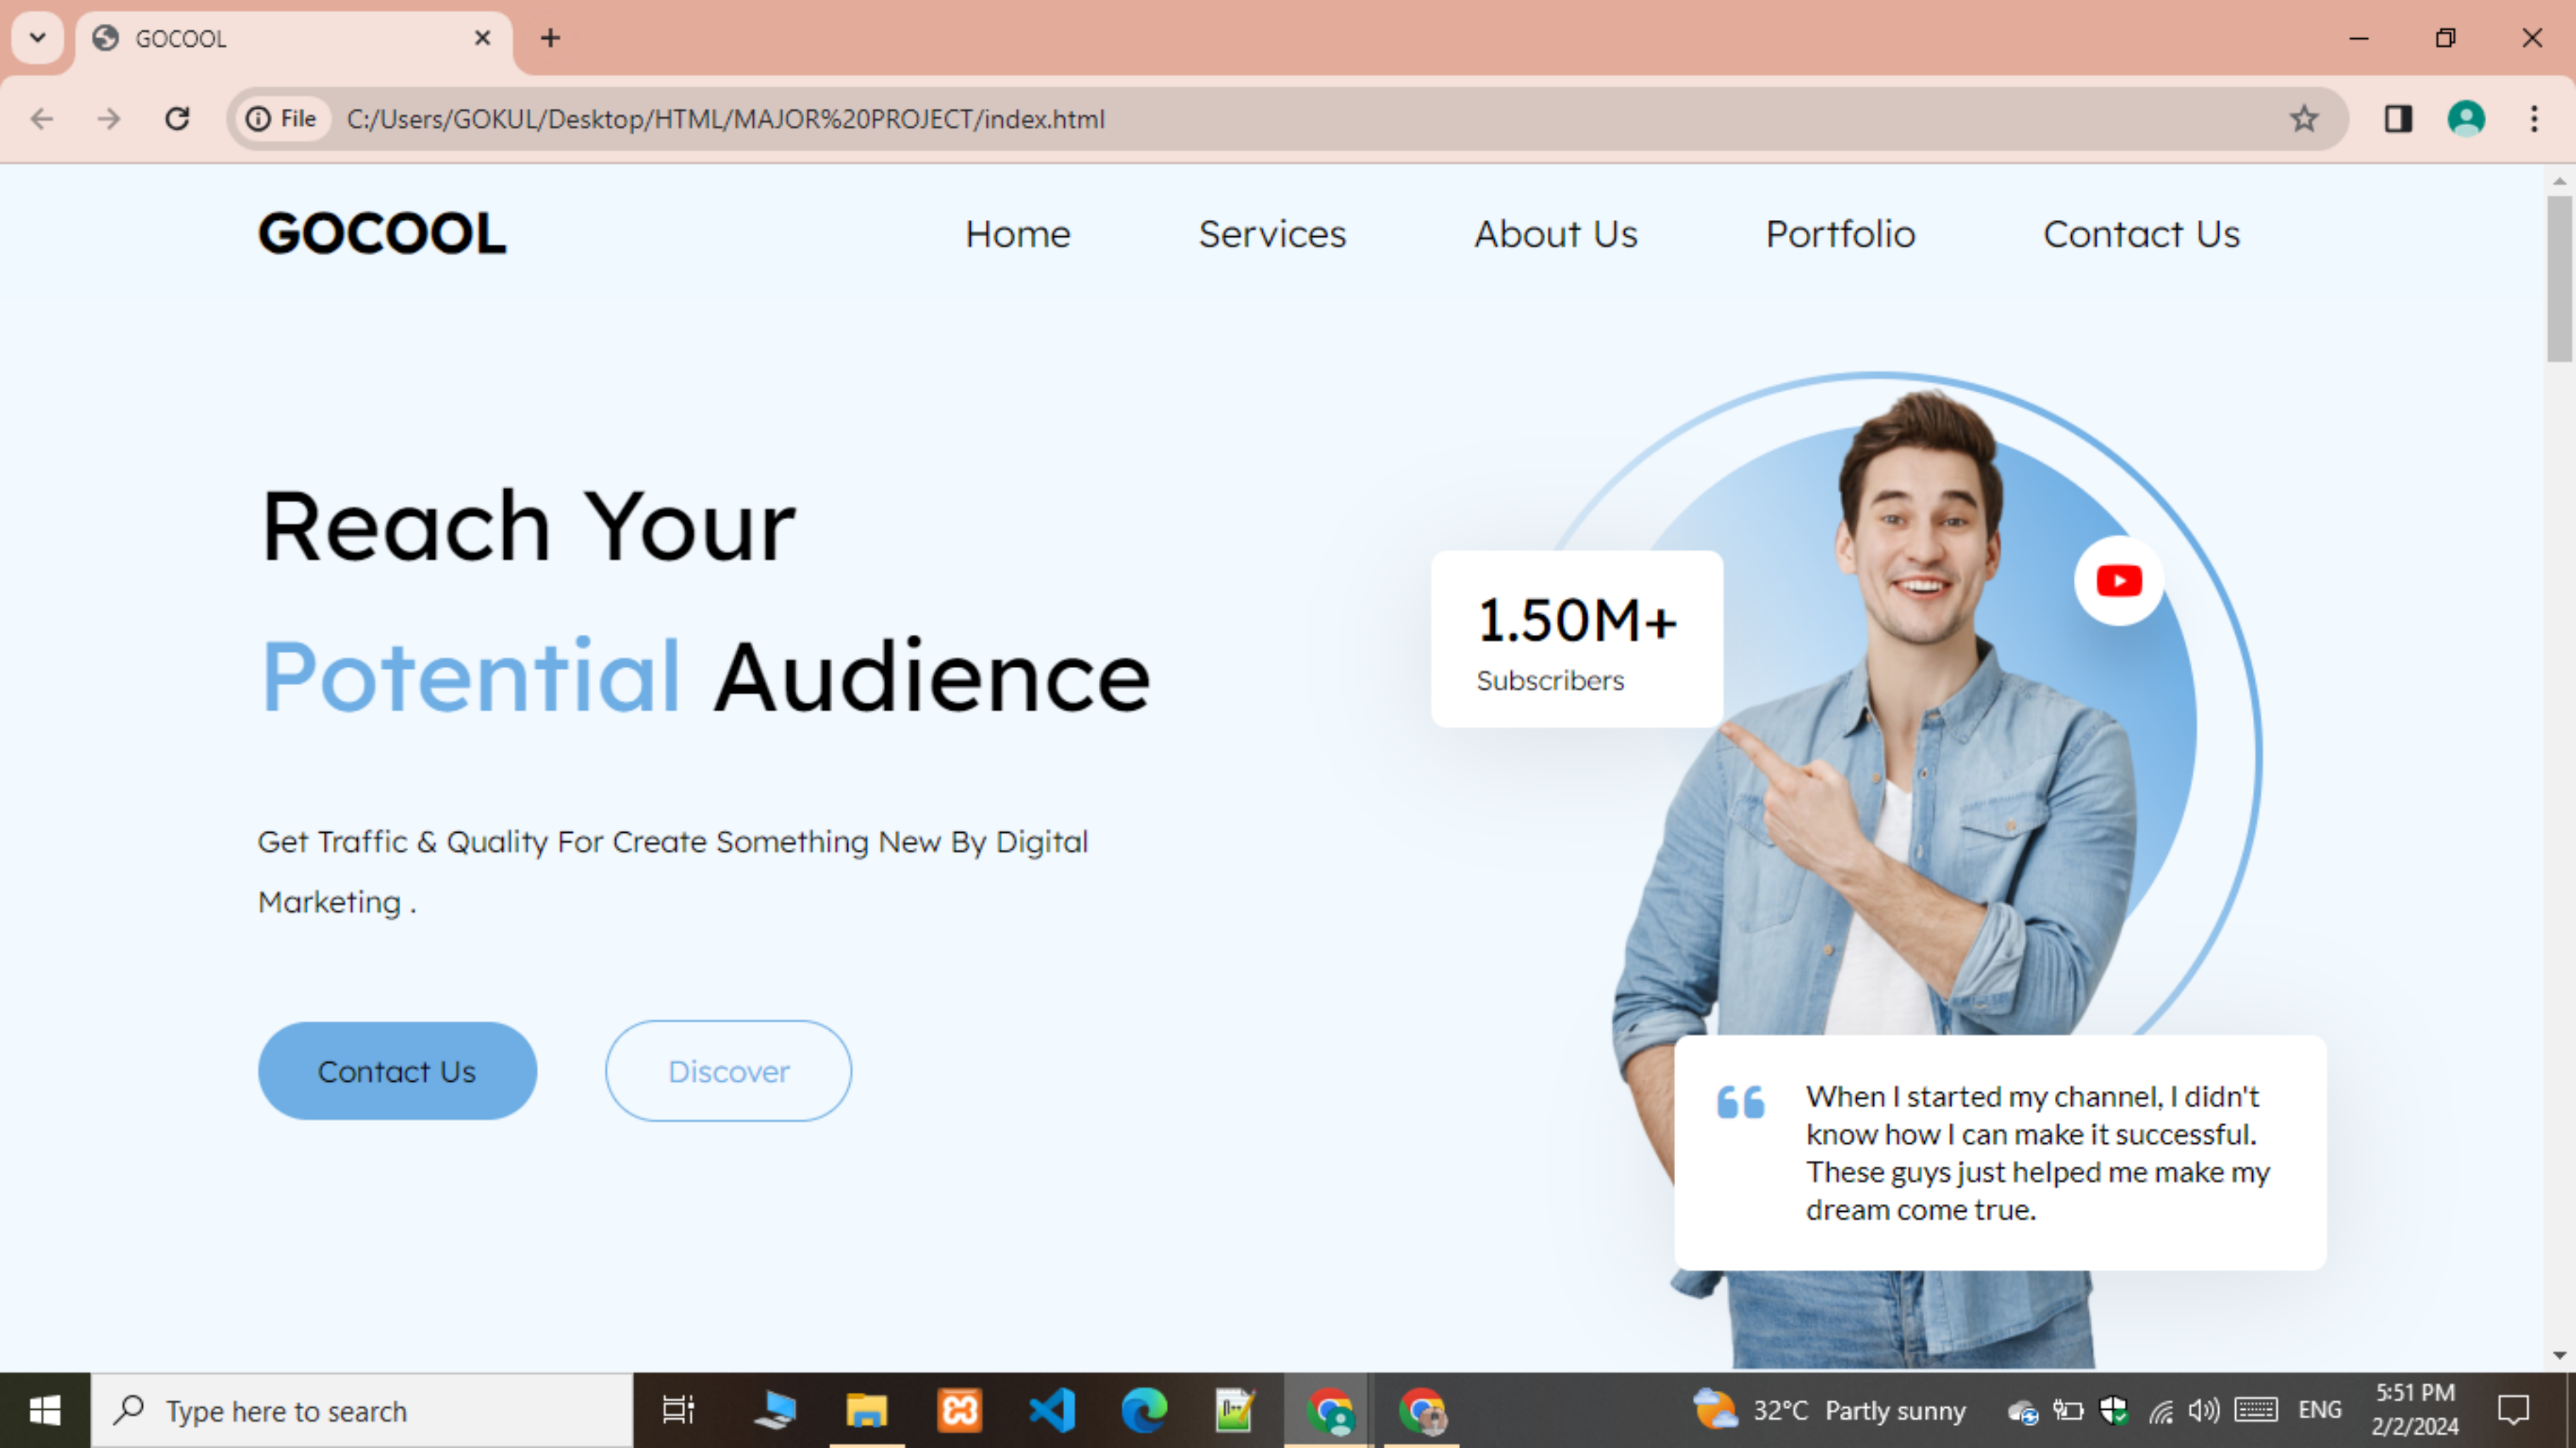 GOCOOL
File C:/Users/GOKUL/Desktop/HTML/MAJOR%20PROJECT/index.html
GOCOOL Home Services About Us Portfolio Contact Us
Reach Your
Potential Audience
Get Traffic & Quality For Create Something New By Digital
Marketing .
Contact Us Discover
1.50M+
Subscribers
When I started my channel, I didn't
know how I can make it successful.
These guys just helped me make my
dream come true.
Type here to search
32°C Partly sunny
ENG
5:51 PM
2/2/2024